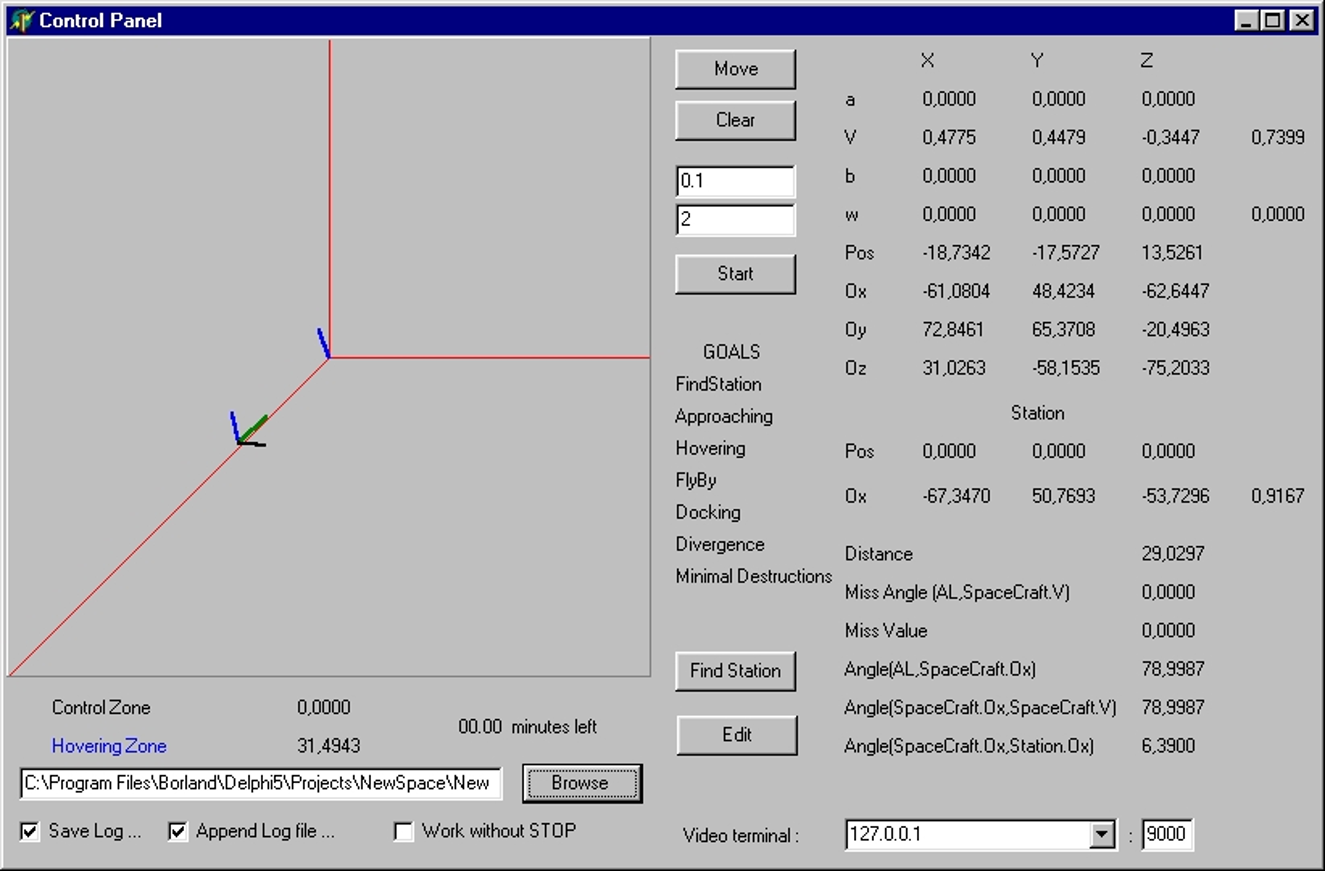 Control Panel
Move
Clear
0.1
2
Start
GOALS
FindStation
Approaching
Hovering
FlyBy
Docking
Divergence
Minimal Destructions
Find Station
Edit
X Y Z
a 0,0000 0,0000 0,0000
V 0,4775 0,4479 -0,3447 0,7399
b 0,0000 0,0000 0,0000
w 0,0000 0,0000 0,0000 0,0000
Pos -18,7342 -17,5727 13,5261
Ox -61,0804 48,4234 -62,6447
Oy 72,8461 65,3708 -20,4963
Oz 31,0263 -58,1535 -75,2033
Station
Pos 0,0000 0,0000 0,0000
Ox -67,3470 50,7693 -53,7296 0,9167
Distance 29,0297
Miss Angle (AL,SpaceCraft.V) 0,0000
Miss Value 0,0000
Angle(AL,SpaceCraft.Ox) 78,9987
Angle(SpaceCraft.Ox,SpaceCraft.V) 78,9987
Angle(SpaceCraft.Ox,Station.Ox) 6,3900
Control Zone 0,0000
Hovering Zone 31,4943
00.00 minutes left
C:\Program Files\Borland\Delphi5\Projects\NewSpace\New
Browse
Save Log ... Append Log file ... Work without STOP
Video terminal : 127.0.0.1 : 9000